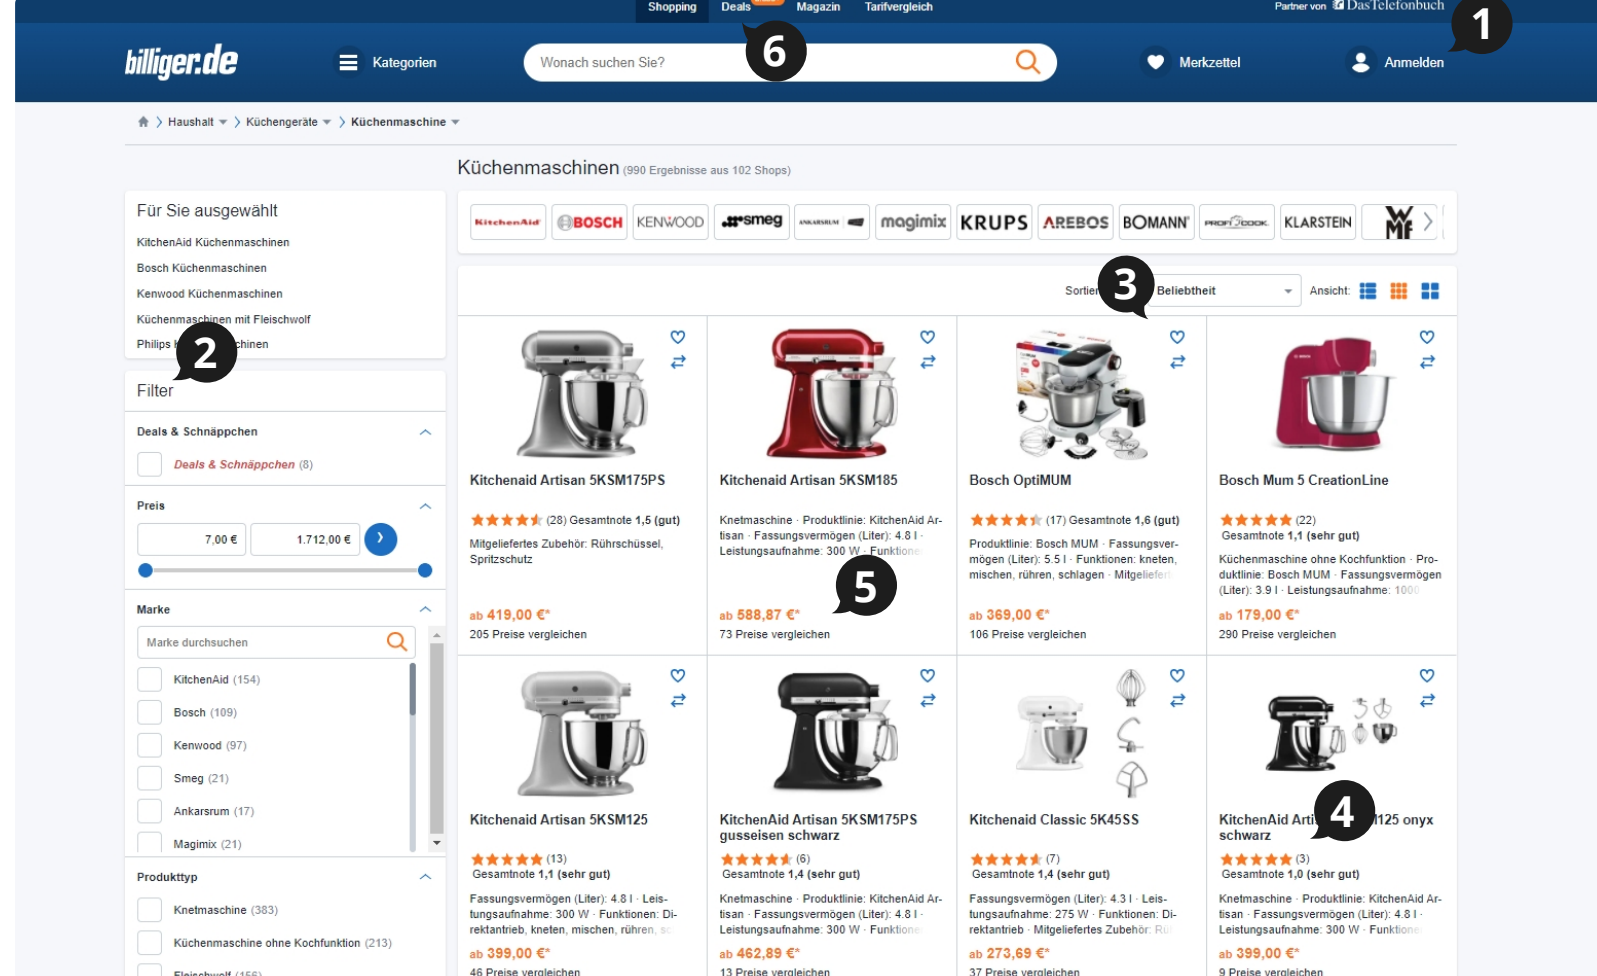 Shopping Deals Magazin Tarifvergleich
Partner von DasTelefonbuch
1
billiger.de Kategorien Wonach suchen Sie? Merkzettel Anmelden
6
Haushalt Küchengeräte Küchenmaschine
Küchenmaschinen (990 Ergebnisse aus 102 Shops)
Für Sie ausgewählt
KitchenAid Küchenmaschinen
Bosch Küchenmaschinen
Kenwood Küchenmaschinen
Küchenmaschinen mit Fleischwolf
Philips
2
Filter
Deals & Schnäppchen
Deals & Schnäppchen (8)
Preis
7,00 € 1.712,00 €
Marke
Marke durchsuchen
KitchenAid (154)
Bosch (109)
Kenwood (97)
Smeg (21)
Ankarsrum (17)
Magimix (21)
Produkttyp
Knetmaschine (383)
Küchenmaschine ohne Kochfunktion (213)
Fleischwolf (156)
KitchenAid BOSCH KENWOOD smeg ANKARSRUM magimix KRUPS AREBOS BOMANN PROFI COOK KLARSTEIN WMF
3 Beliebtheit Ansicht:
Kitchenaid Artisan 5KSM175PS
(28) Gesamtnote 1,5 (gut)
Mitgeliefertes Zubehör: Rührschüssel,
Spritzschutz
ab 419,00 €*
205 Preise vergleichen
Kitchenaid Artisan 5KSM185
Knetmaschine · Produktlinie: KitchenAid Ar-
tisan · Fassungsvermögen (Liter): 4.8 l ·
Leistungsaufnahme: 300 W · Funktione
5
ab 588,87 €*
73 Preise vergleichen
Bosch OptiMUM
(17) Gesamtnote 1,6 (gut)
Produktlinie: Bosch MUM · Fassungsver-
mögen (Liter): 5.5 l · Funktionen: kneten,
mischen, rühren, schlagen · Mitgeliefert
ab 369,00 €*
106 Preise vergleichen
Bosch Mum 5 CreationLine
(22)
Gesamtnote 1,1 (sehr gut)
Küchenmaschine ohne Kochfunktion · Pro-
duktlinie: Bosch MUM · Fassungsvermögen
(Liter): 3.9 l · Leistungsaufnahme: 1000
ab 179,00 €*
290 Preise vergleichen
Kitchenaid Artisan 5KSM125
(13)
Gesamtnote 1,1 (sehr gut)
Fassungsvermögen (Liter): 4.8 l · Leis-
tungsaufnahme: 300 W · Funktionen: Di-
rektantrieb, kneten, mischen, rühren, sc
ab 399,00 €*
46 Preise vergleichen
KitchenAid Artisan 5KSM175PS
gusseisen schwarz
(6)
Gesamtnote 1,4 (sehr gut)
Knetmaschine · Produktlinie: KitchenAid Ar-
tisan · Fassungsvermögen (Liter): 4.8 l ·
Leistungsaufnahme: 300 W · Funktione
ab 462,89 €*
13 Preise vergleichen
Kitchenaid Classic 5K45SS
(7)
Gesamtnote 1,4 (sehr gut)
Fassungsvermögen (Liter): 4.3 l · Leis-
tungsaufnahme: 275 W · Funktionen: Di-
rektantrieb · Mitgeliefertes Zubehör: Rü
ab 273,69 €*
37 Preise vergleichen
4
KitchenAid M125 onyx
schwarz
(3)
Gesamtnote 1,0 (sehr gut)
Knetmaschine · Produktlinie: KitchenAid Ar-
tisan · Fassungsvermögen (Liter): 4.8 l ·
Leistungsaufnahme: 300 W · Funktione
ab 399,00 €*
9 Preise vergleichen